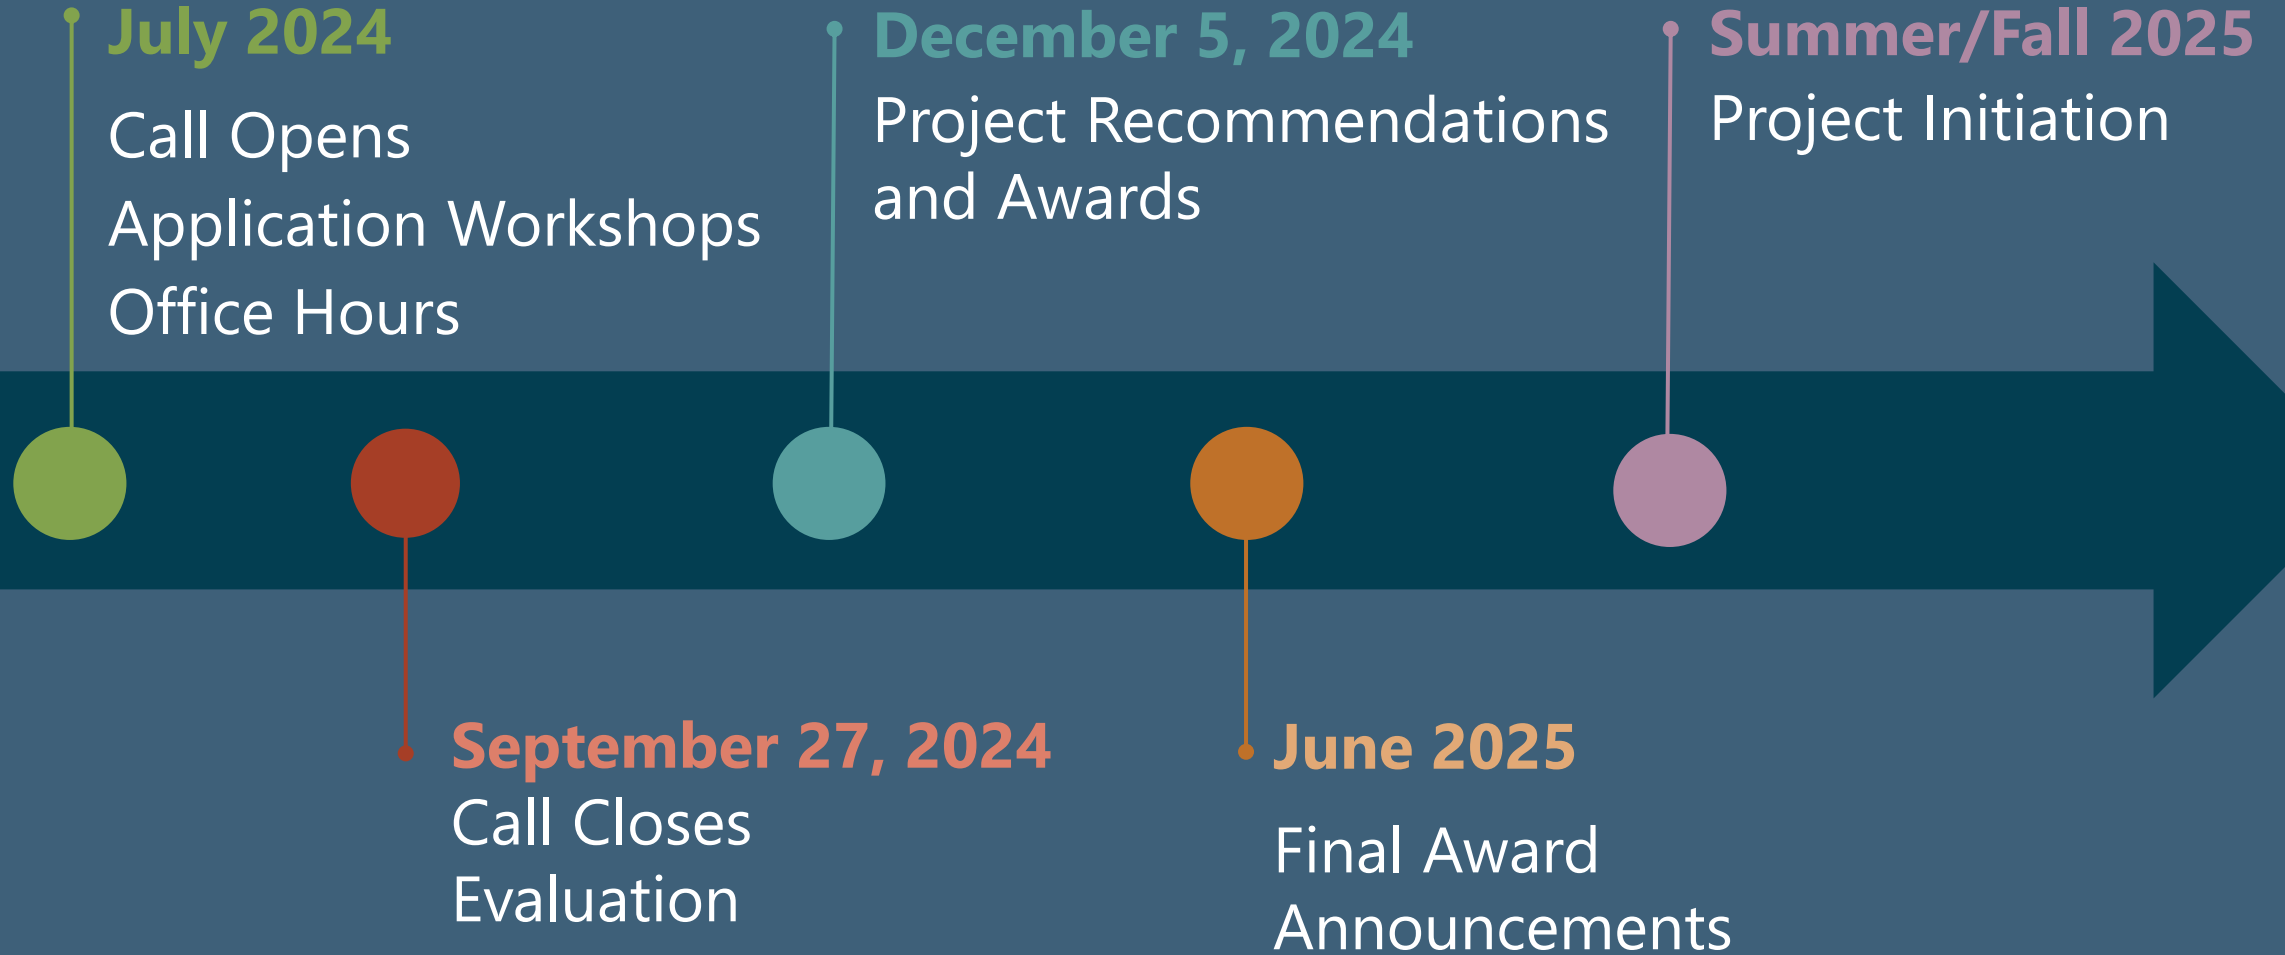 July 2024
Call Opens
Application Workshops
Office Hours
September 27, 2024
Call Closes
Evaluation
December 5, 2024
Project Recommendations
and Awards
June 2025
Final Award
Announcements
Summer/Fall 2025
Project Initiation